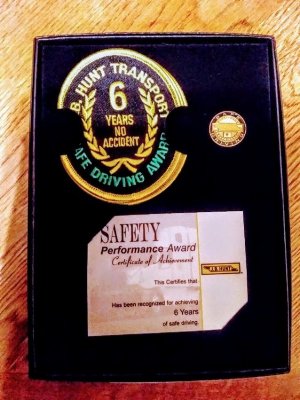 B. HUNT TRANSPORT
6
YEARS
NO
ACCIDENT
AFE DRIVING AWARD
SAFETY
Performance Award
Certificate of Achievement
This Certifies that
J.B. HUNT
Has been recognized for achieving
6 Years
of safe driving.